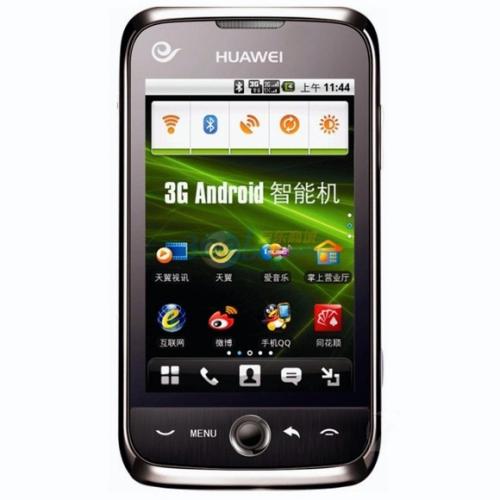 HUAWEI
3G
上午 11:44
3G Android 智能机
天翼视讯
天翼
爱音乐
掌上营业厅
互联网
微博
手机QQ
同花顺
MENU